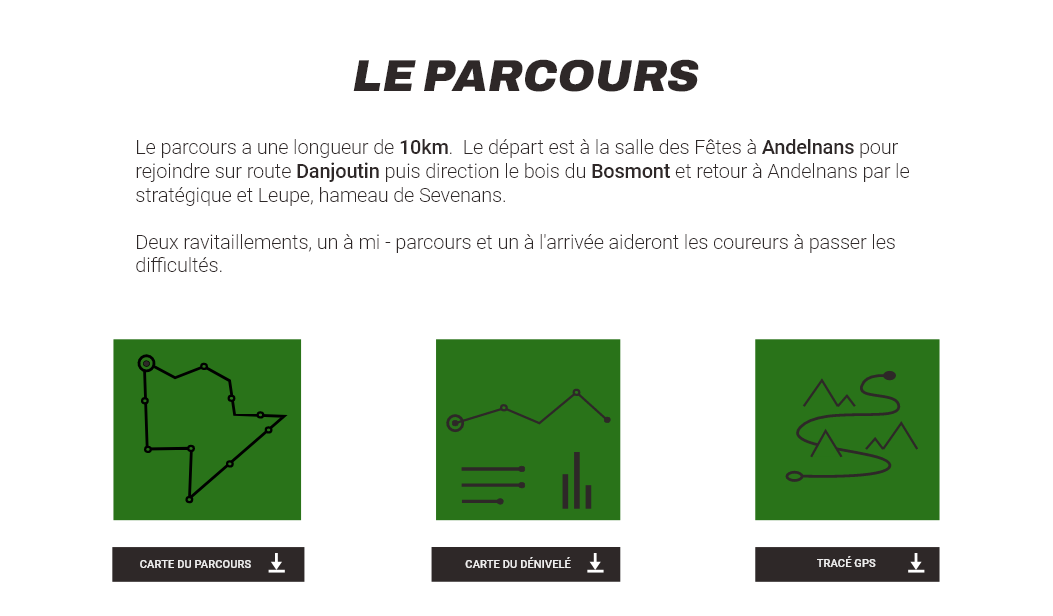 LE PARCOURS
Le parcours a une longueur de 10km.  Le départ est à la salle des Fêtes à Andelnans pour
rejoindre sur route Danjoutin puis direction le bois du Bosmont et retour à Andelnans par le
stratégique et Leupe, hameau de Sevenans.
Deux ravitaillements, un à mi - parcours et un à l'arrivée aideront les coureurs à passer les
difficultés.
CARTE DU PARCOURS
CARTE DU DÉNIVELÉ
TRACÉ GPS